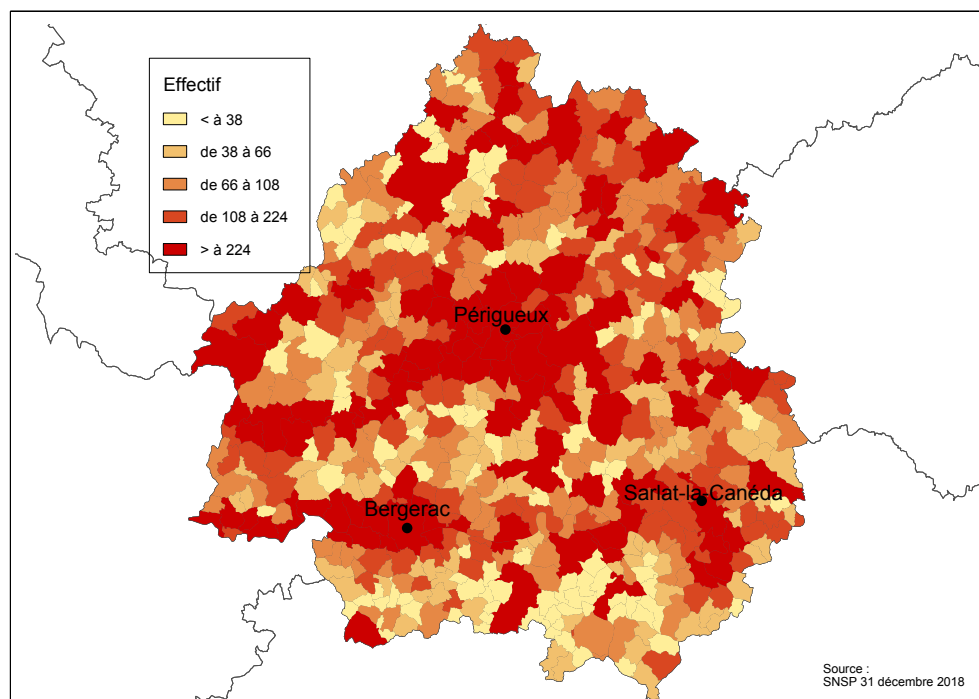 Effectif
< à 38
de 38 à 66
de 66 à 108
de 108 à 224
> à 224
Périgueux
Sarlat-la-Canéda
Bergerac
Source :
SNSP 31 décembre 2018